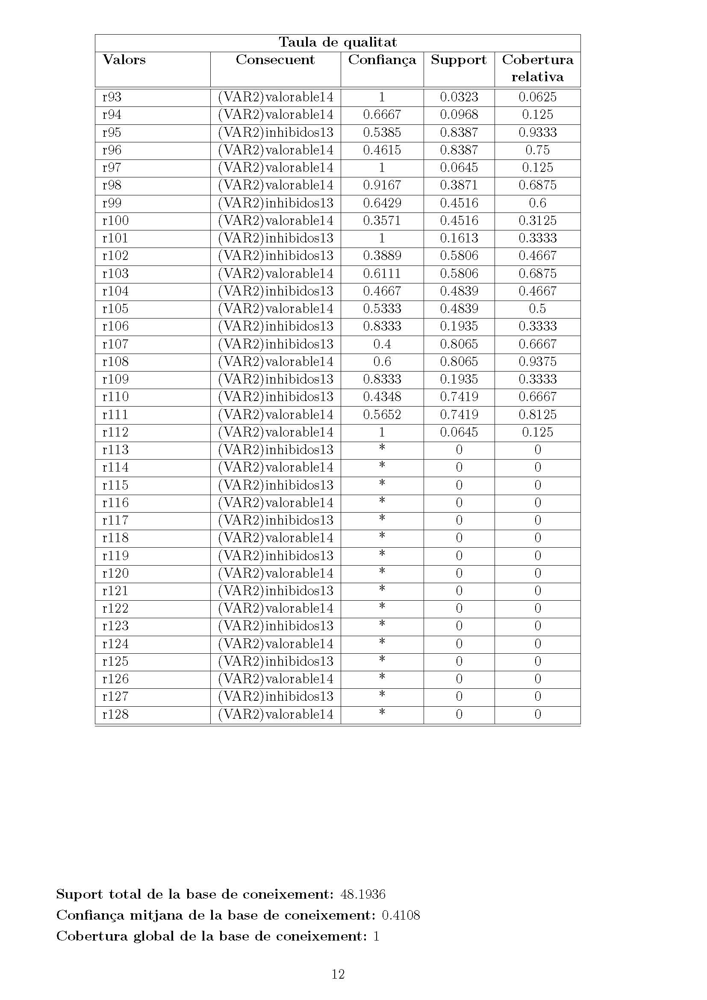 Taula de qualitat
Valors Consecuent Confiança Support Cobertura
relativa
r93 (VAR2)valorable14 1 0.0323 0.0625
r94 (VAR2)valorable14 0.6667 0.0968 0.125
r95 (VAR2)inhibidos13 0.5385 0.8387 0.9333
r96 (VAR2)valorable14 0.4615 0.8387 0.75
r97 (VAR2)valorable14 1 0.0645 0.125
r98 (VAR2)valorable14 0.9167 0.3871 0.6875
r99 (VAR2)inhibidos13 0.6429 0.4516 0.6
r100 (VAR2)valorable14 0.3571 0.4516 0.3125
r101 (VAR2)inhibidos13 1 0.1613 0.3333
r102 (VAR2)inhibidos13 0.3889 0.5806 0.4667
r103 (VAR2)valorable14 0.6111 0.5806 0.6875
r104 (VAR2)inhibidos13 0.4667 0.4839 0.4667
r105 (VAR2)valorable14 0.5333 0.4839 0.5
r106 (VAR2)inhibidos13 0.8333 0.1935 0.3333
r107 (VAR2)inhibidos13 0.4 0.8065 0.6667
r108 (VAR2)valorable14 0.6 0.8065 0.9375
r109 (VAR2)inhibidos13 0.8333 0.1935 0.3333
r110 (VAR2)inhibidos13 0.4348 0.7419 0.6667
r111 (VAR2)valorable14 0.5652 0.7419 0.8125
r112 (VAR2)valorable14 1 0.0645 0.125
r113 (VAR2)inhibidos13 * 0 0
r114 (VAR2)valorable14 * 0 0
r115 (VAR2)inhibidos13 * 0 0
r116 (VAR2)valorable14 * 0 0
r117 (VAR2)inhibidos13 * 0 0
r118 (VAR2)valorable14 * 0 0
r119 (VAR2)inhibidos13 * 0 0
r120 (VAR2)valorable14 * 0 0
r121 (VAR2)inhibidos13 * 0 0
r122 (VAR2)valorable14 * 0 0
r123 (VAR2)inhibidos13 * 0 0
r124 (VAR2)valorable14 * 0 0
r125 (VAR2)inhibidos13 * 0 0
r126 (VAR2)valorable14 * 0 0
r127 (VAR2)inhibidos13 * 0 0
r128 (VAR2)valorable14 * 0 0
Suport total de la base de coneixement: 48.1936
Confiança mitjana de la base de coneixement: 0.4108
Cobertura global de la base de coneixement: 1
12